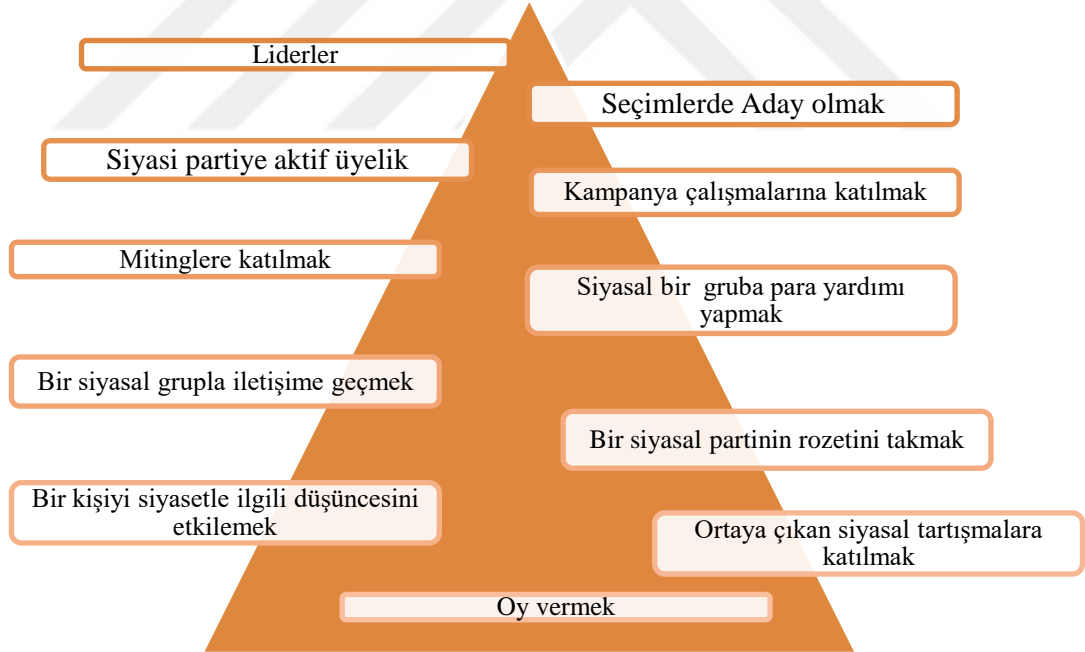 Liderler
Seçimlerde Aday olmak
Siyasi partiye aktif üyelik
Kampanya çalışmalarına katılmak
Mitinglere katılmak
Siyasal bir gruba para yardımı
yapmak
Bir siyasal grupla iletişime geçmek
Bir siyasal partinin rozetini takmak
Bir kişiyi siyasetle ilgili düşüncesini
etkilemek
Ortaya çıkan siyasal tartışmalara
katılmak
Oy vermek